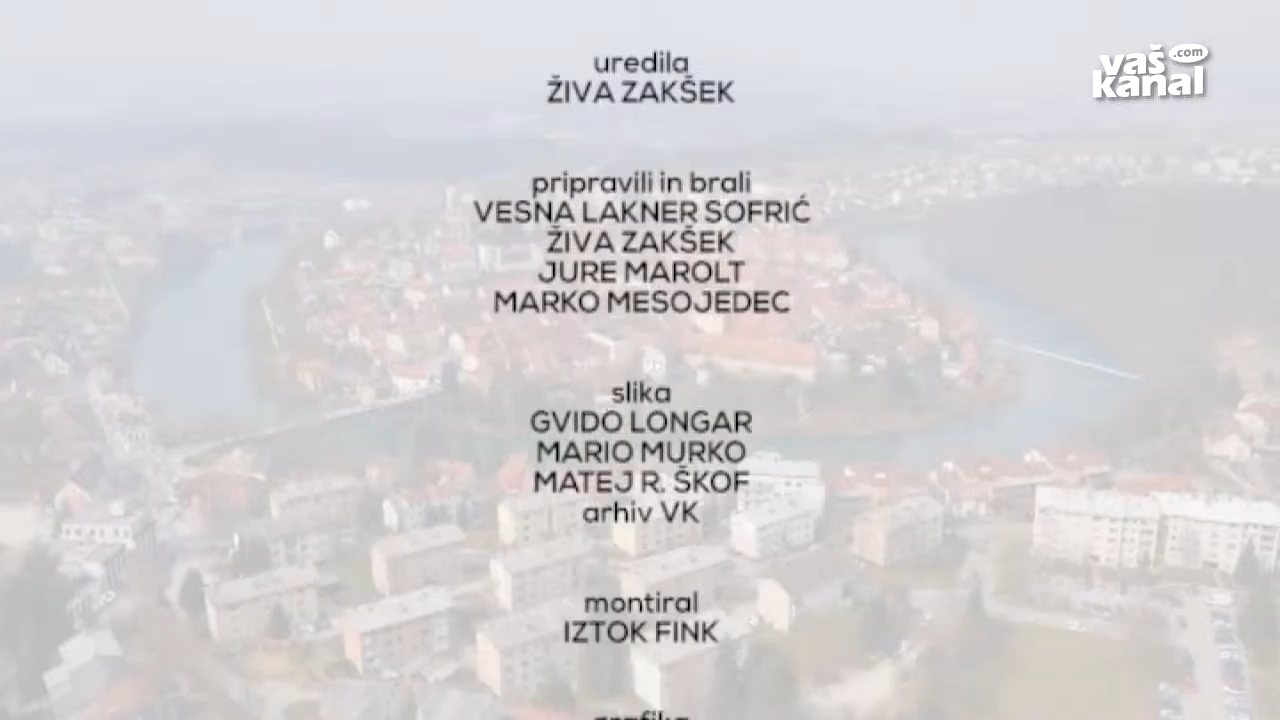 uredila
ŽIVA ZAKŠEK
vaš .com
kanal
pripravili in brali
VESNA LAKNER SOFRIĆ
ŽIVA ZAKŠEK
JURE MAROLT
MARKO MESOJEDEC
slika
GVIDO LONGAR
MARIO MURKO
MATEJ R. ŠKOF
arhiv VK
montiral
IZTOK FINK
grafika